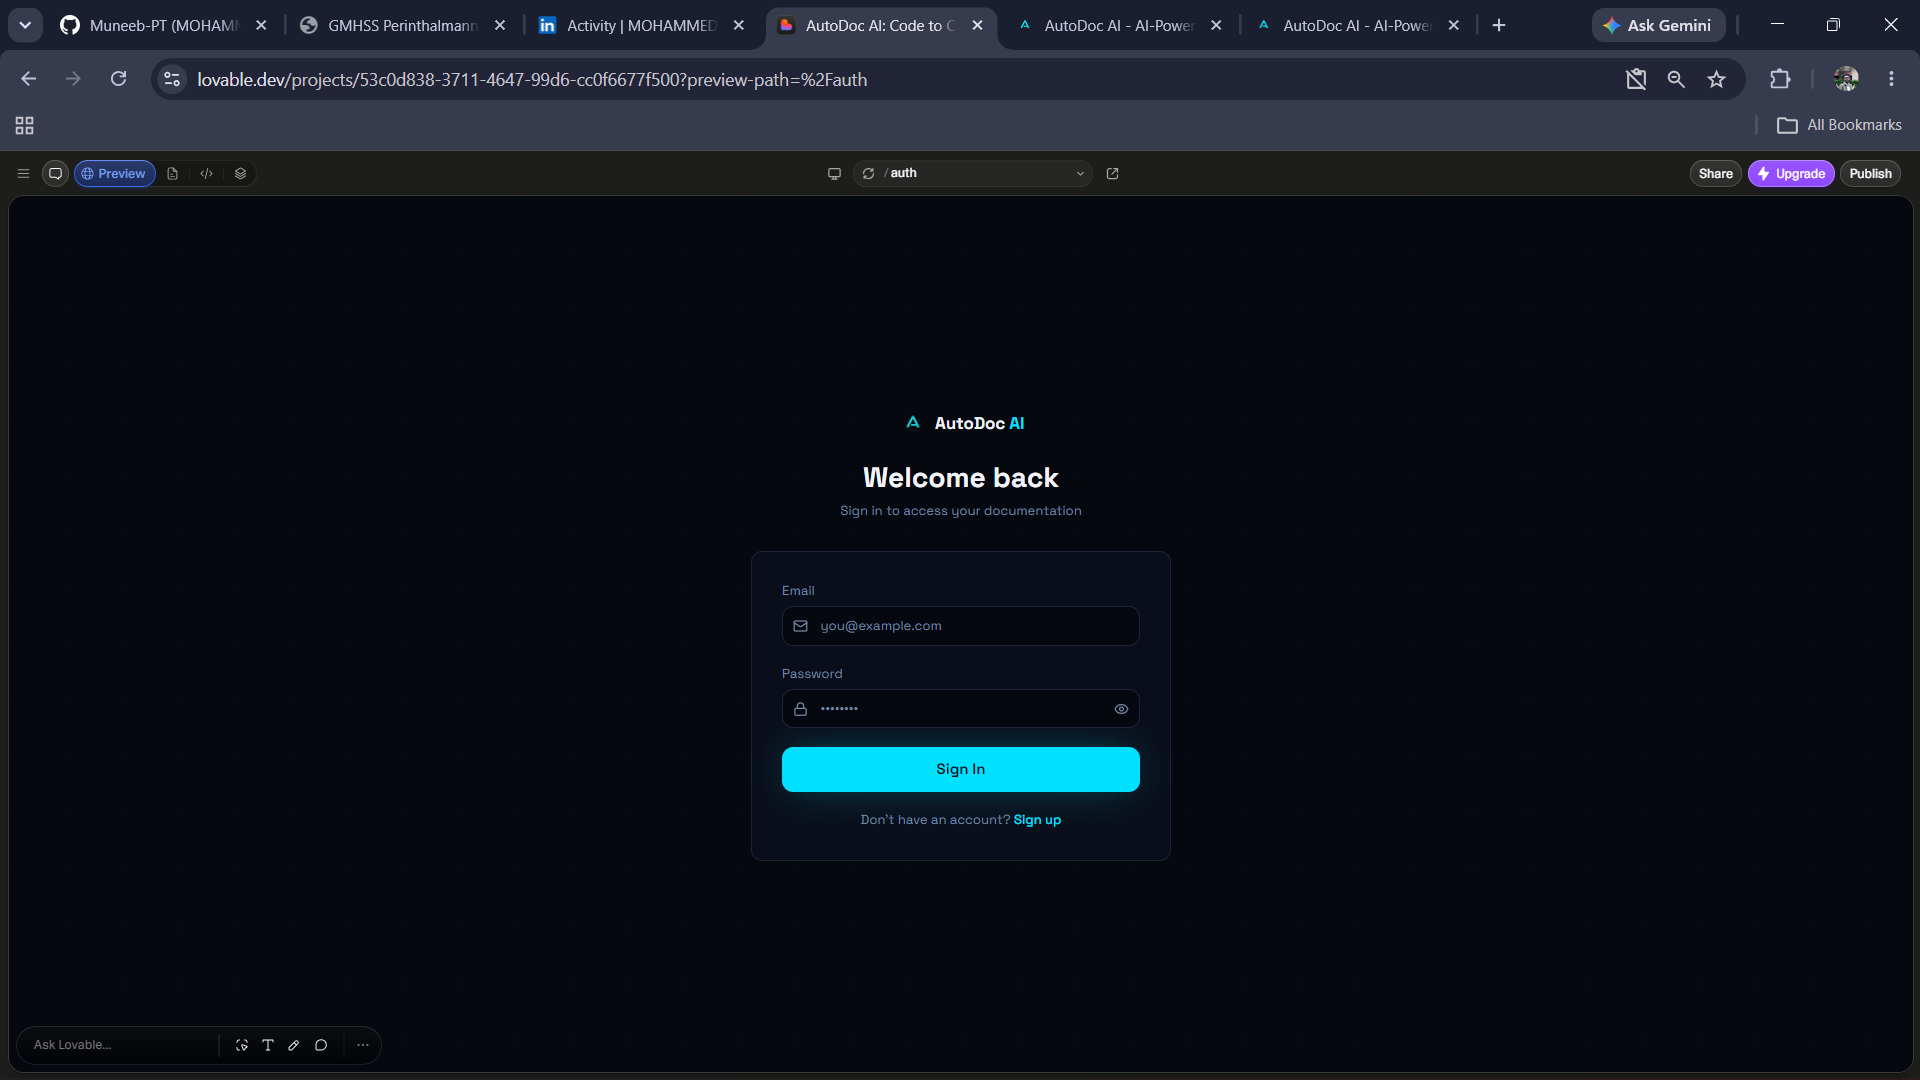 Muneeb-PT (MOHAMM
GMHSS Perinthalmann
Activity | MOHAMMED
AutoDoc AI: Code to C
AutoDoc AI - AI-Power
AutoDoc AI - AI-Power
Ask Gemini
lovable.dev/projects/53c0d838-3711-4647-99d6-cc0f6677f500?preview-path=%2Fauth
All Bookmarks
Preview
/ auth
Share
Upgrade
Publish
AutoDoc AI
Welcome back
Sign in to access your documentation
Email
you@example.com
Password
••••••••
Sign In
Don't have an account? Sign up
Ask Lovable...